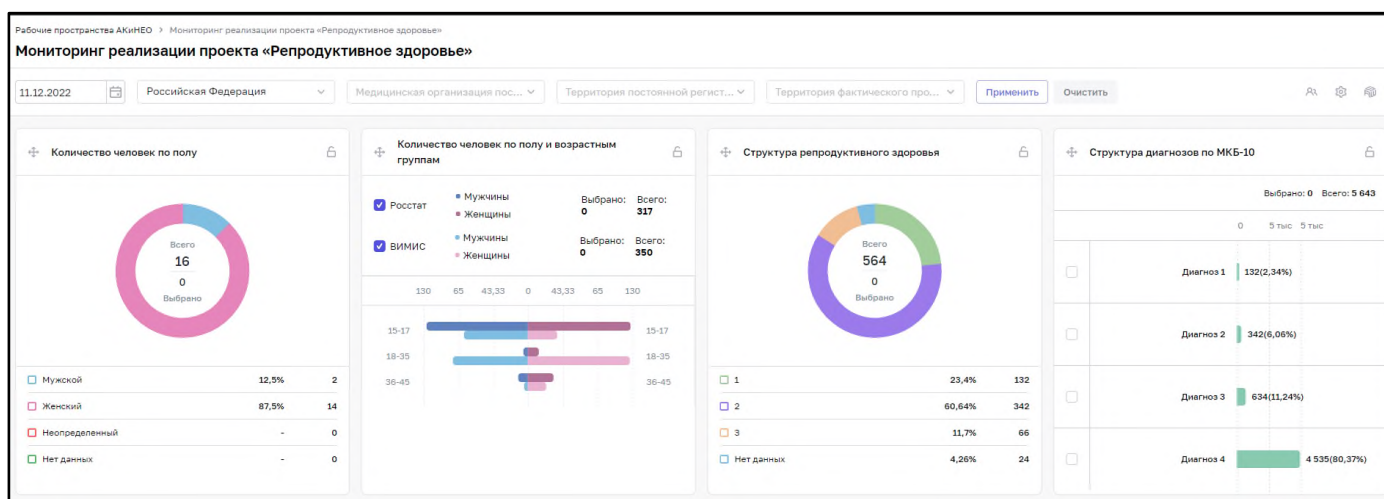 Рабочие пространства АКиНЕО > Мониторинг реализации проекта «Репродуктивное здоровье»
Мониторинг реализации проекта «Репродуктивное здоровье»
11.12.2022 Российская Федерация Медицинская организация пос... Территория постоянной регист... Территория фактического про... Применить Очистить
Количество человек по полу
Всего
16
0
Выбрано
Мужской 12,5% 2
Женский 87,5% 14
Неопределенный - 0
Нет данных - 0
Количество человек по полу и возрастным
группам
Росстат Мужчины Женщины Выбрано: 0 Всего: 317
ВИМИС Мужчины Женщины Выбрано: 0 Всего: 350
130 65 43,33 0 43,33 65 130
15-17 15-17
18-35 18-35
36-45 36-45
Структура репродуктивного здоровья
Всего
564
0
Выбрано
1 23,4% 132
2 60,64% 342
3 11,7% 66
Нет данных 4,26% 24
Структура диагнозов по МКБ-10
Выбрано: 0 Всего: 5 643
0 5 тыс 5 тыс
Диагноз 1 132(2,34%)
Диагноз 2 342(6,06%)
Диагноз 3 634(11,24%)
Диагноз 4 4 535(80,37%)